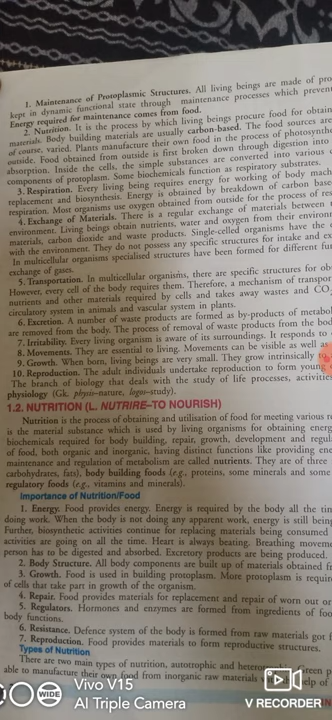 1. Maintenance of Protoplasmic Structures. All living beings are made of
kept in dynamic functional state through maintenance processes which prevent
Energy required for maintenance comes from food.
2. Nutrition. It is the process by which living beings procure food for
materials. Body building materials are usually carbon-based. The food sources are
of course, varied. Plants manufacture their own food in the process of
outside. Food obtained from outside is first broken down through digestion into
absorption. Inside the cells, the simple substances are converted into various
components of protoplasm. Some biochemicals function as respiratory substrates.
3. Respiration. Every living being requires energy for working of body
replacement and biosynthesis. Energy is obtained by breakdown of carbon
respiration. Most organisms use oxygen obtained from outside for the process of
4. Exchange of Materials. There is a regular exchange of materials between
environment. Living beings obtain nutrients, water and oxygen from their
materials, carbon dioxide and waste products. Single-celled organisms have the
with the environment. They do not possess any specific structures for intake and
In multicellular organisms specialised structures have been formed for different
exchange of gases.
5. Transportation. In multicellular organisms, there are specific structures for
However, every cell of the body requires them. Therefore, a mechanism of
nutrients and other materials required by cells and takes away wastes and CO
circulatory system in animals and vascular system in plants.
6. Excretion. A number of waste products are formed as by-products of
are removed from the body. The process of removal of waste products from the
7. Irritability. Every living organism is aware of its surroundings. It responds to
8. Movements. They are essential to living. Movements can be visible as well as
9. Growth. When born, living beings are very small. They grow intrinsically
10. Reproduction. The adult individuals undertake reproduction to form young
The branch of biology that deals with the study of life processes,
physiology (Gk. physis–nature, logos–study).
1.2. NUTRITION (L. NUTRIRE–TO NOURISH)
Nutrition is the process of obtaining and utilisation of food for meeting various
is the material substance which is used by living organisms for obtaining
biochemicals required for body building, repair, growth, development and
of food, both organic and inorganic, having distinct functions like providing
maintenance and regulation of metabolism are called nutrients. They are of three
carbohydrates, fats), body building foods (e.g., proteins, some minerals and some
regulatory foods (e.g., vitamins and minerals).
Importance of Nutrition/Food
1. Energy. Food provides energy. Energy is required by the body all the
doing work. When the body is not doing any apparent work, energy is still being
Further, biosynthetic activities continue for replacing materials being consumed
activities are going on all the time. Heart is always beating. Breathing
person has to be digested and absorbed. Excretory products are being produced.
2. Body Structure. All body components are built up of materials obtained
3. Growth. Food is used in building protoplasm. More protoplasm is
of cells that take part in growth of the organism.
4. Repair. Food provides materials for replacement and repair of worn out or
5. Regulators. Hormones and enzymes are formed from ingredients of
body functions.
6. Resistance. Defence system of the body is formed from raw materials got
7. Reproduction. Food provides materials to form reproductive structures.
Types of Nutrition
There are two main types of nutrition, autotrophic and Green
able to manufacture their own food from inorganic raw materials help of
WIDE
Vivo V15
AI Triple Camera
V RECORDER